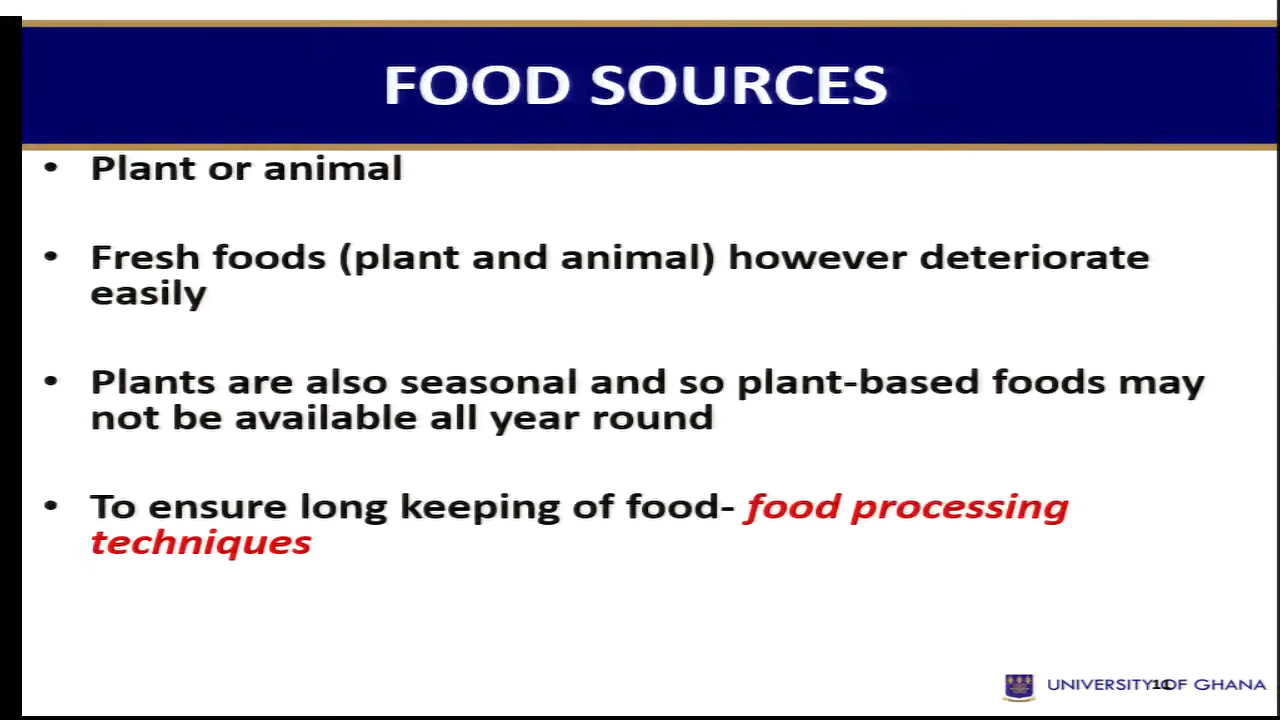 FOOD SOURCES
• Plant or animal
• Fresh foods (plant and animal) however deteriorate
easily
• Plants are also seasonal and so plant-based foods may
not be available all year round
• To ensure long keeping of food- food processing
techniques
UNIVERSITY OF GHANA
11